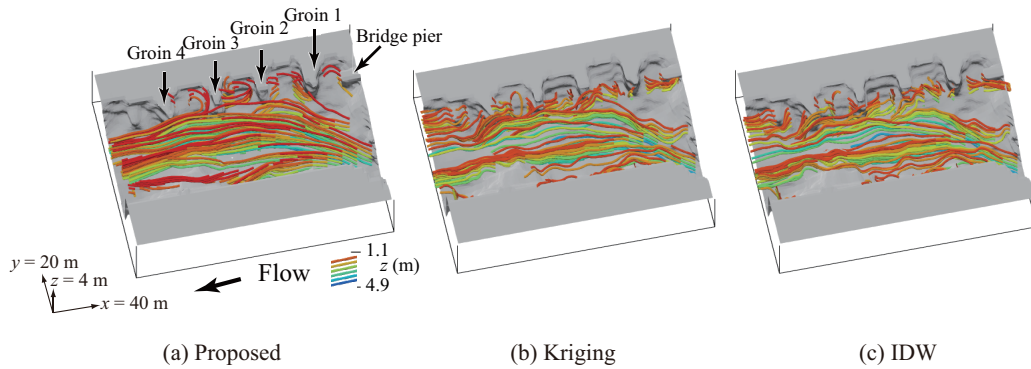 Groin 1
Groin 2
Groin 3
Groin 4
Bridge pier
y = 20 m
z = 4 m
x = 40 m
Flow
– 1.1
z (m)
- 4.9
(a) Proposed
(b) Kriging
(c) IDW